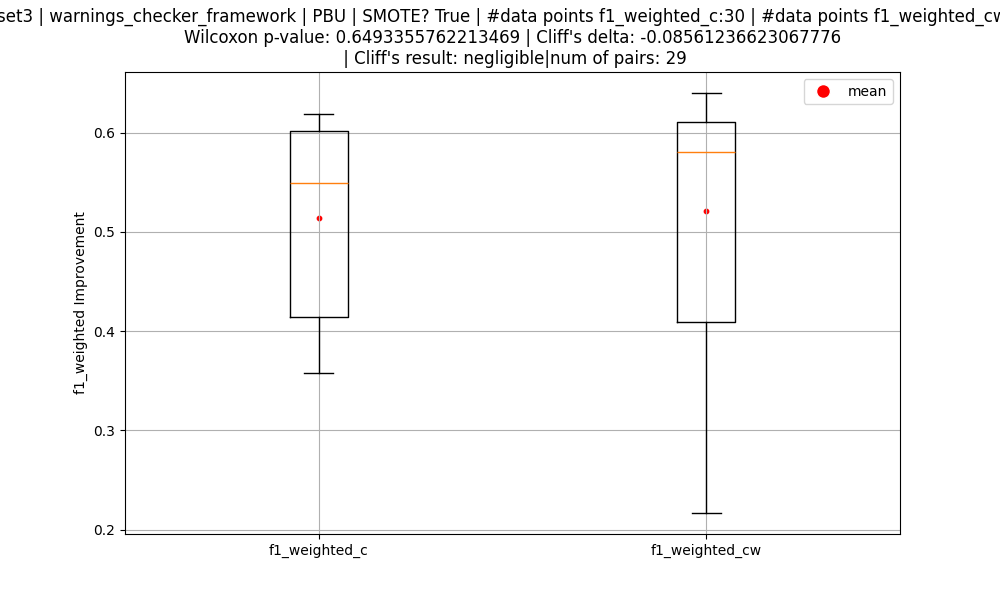 set3 | warnings_checker_framework | PBU | SMOTE? True | #data points f1_weighted_c:30 | #data points f1_weighted_cw
Wilcoxon p-value: 0.6493355762213469 | Cliff's delta: -0.08561236623067776
| Cliff's result: negligible|num of pairs: 29
mean
0.6
0.5
0.4
0.3
0.2
f1_weighted Improvement
f1_weighted_c
f1_weighted_cw